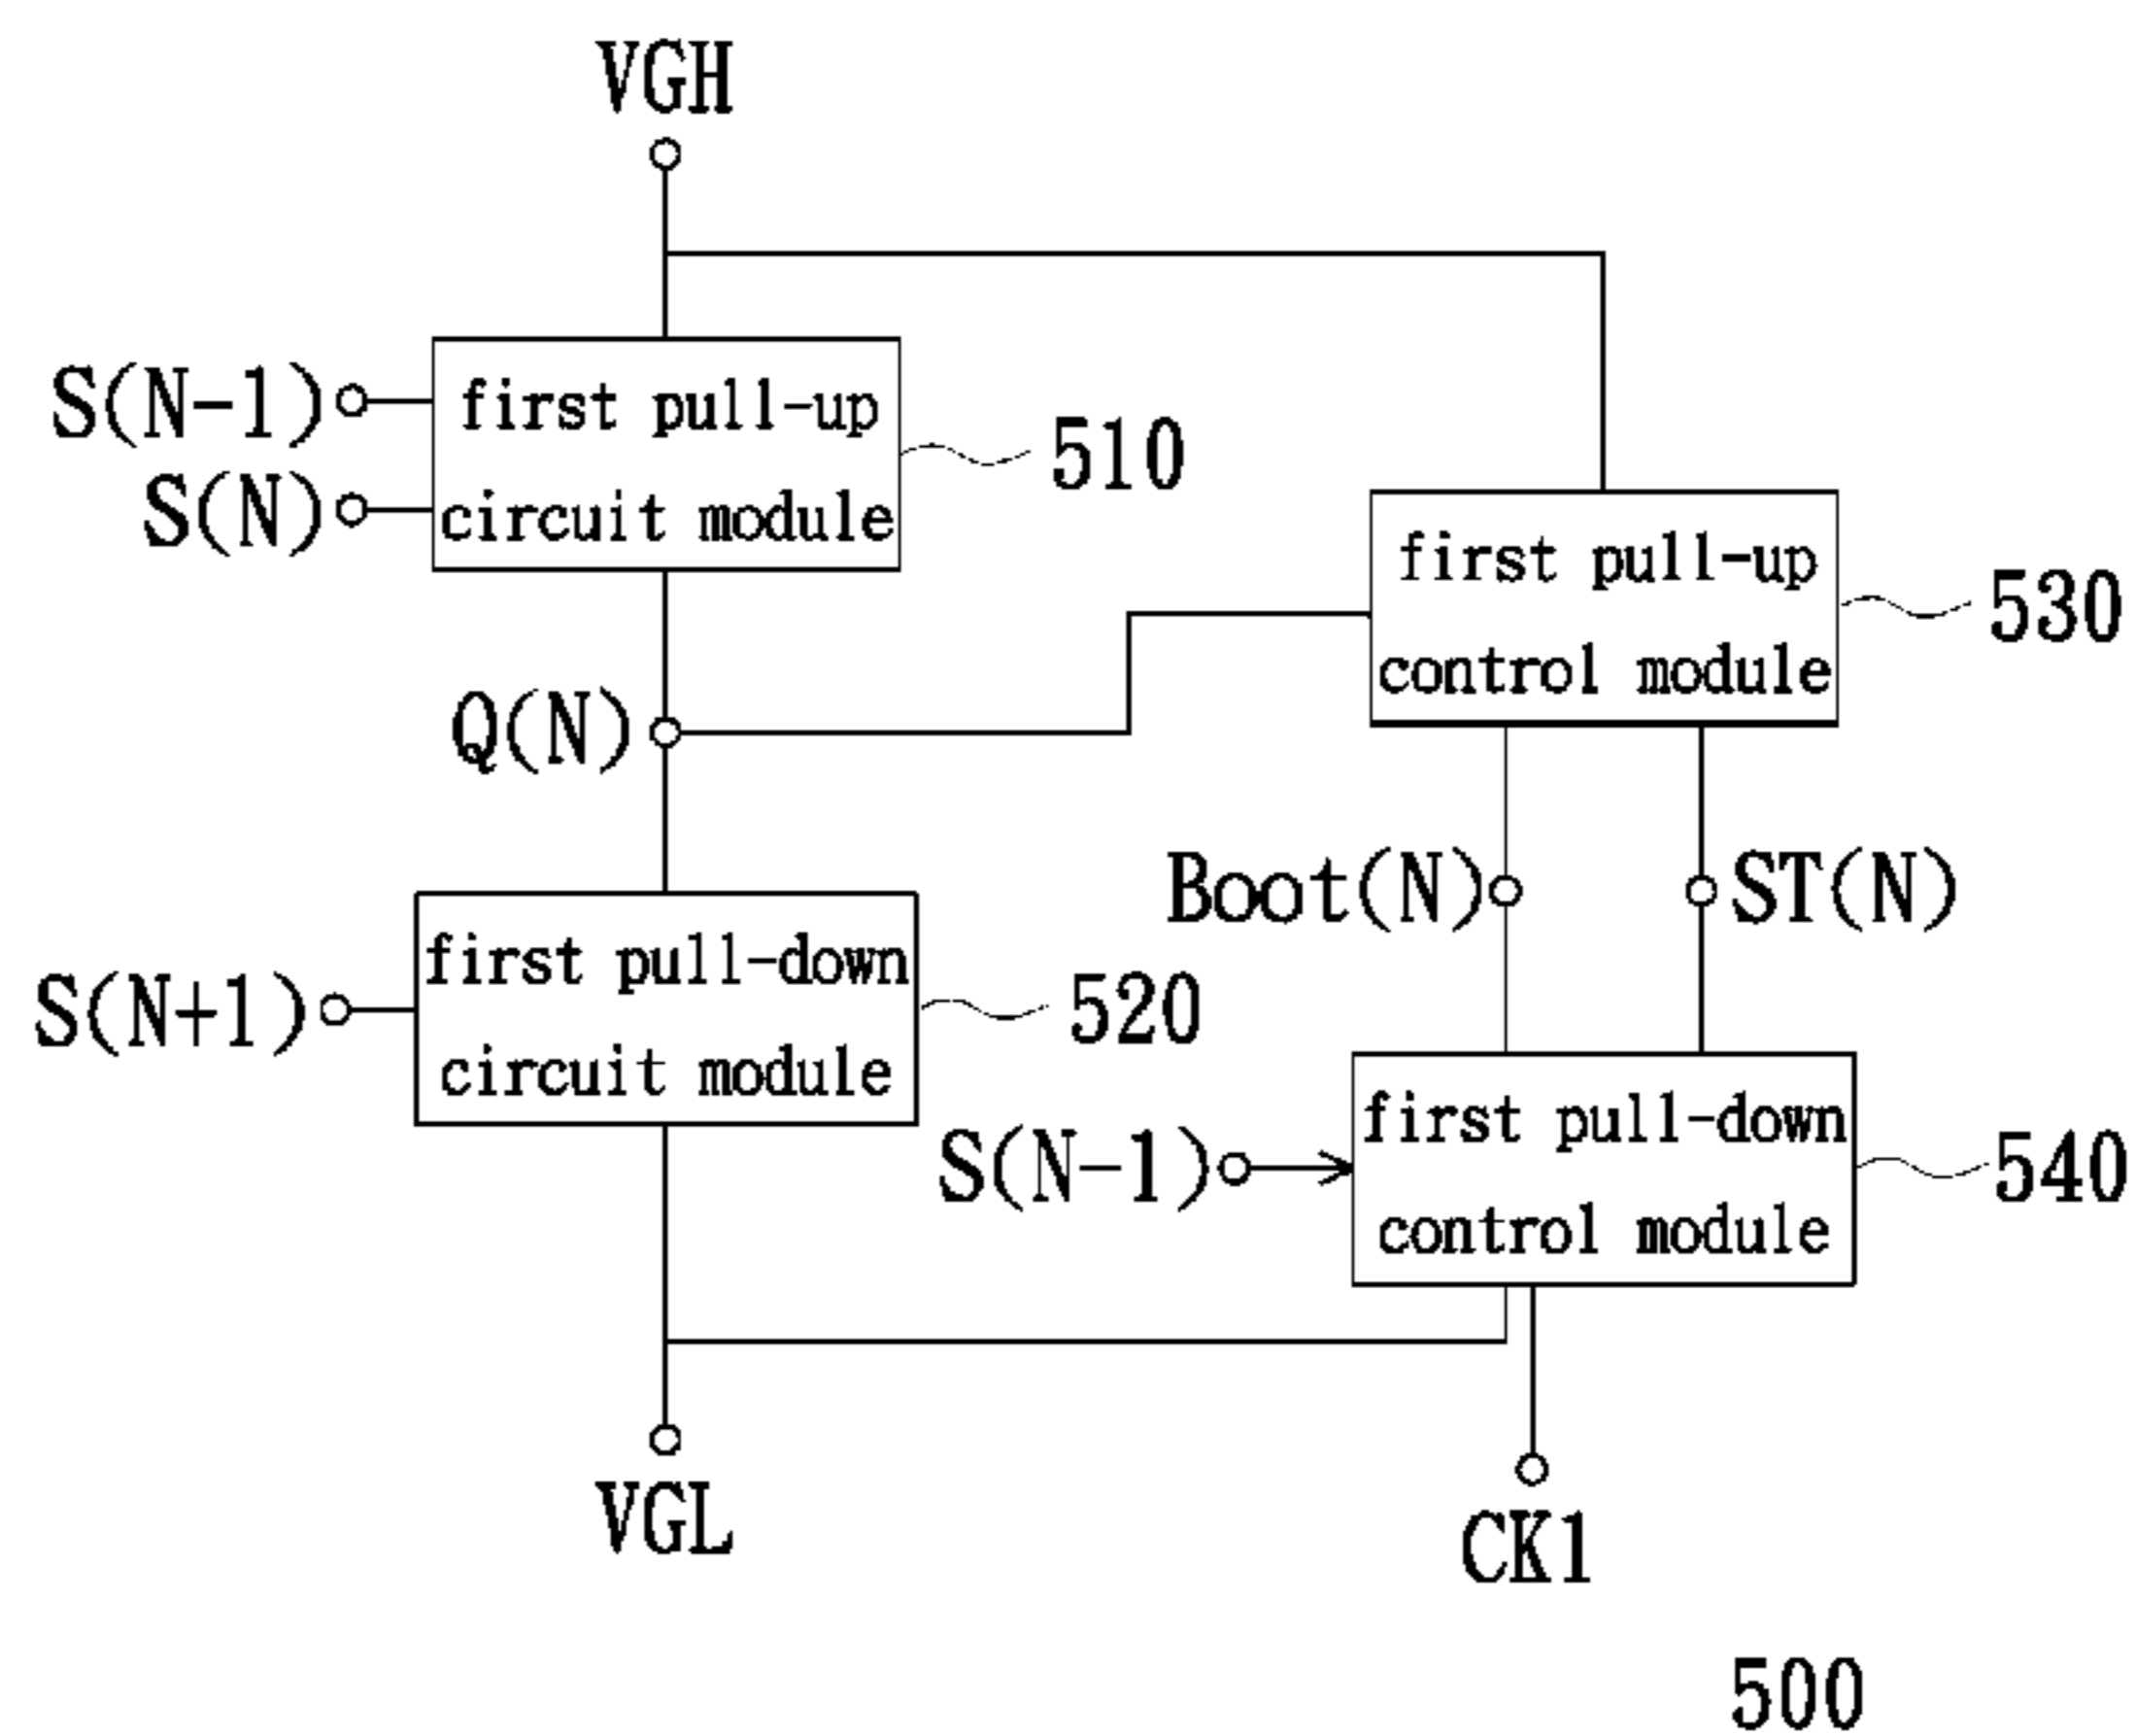 VGH
S(N-1)
first pull-up
circuit module
510
S(N)
first pull-up
control module
530
Q(N)
Boot(N)
ST(N)
first pull-down
circuit module
520
S(N+1)
first pull-down
control module
540
S(N-1)
VGL
CK1
500